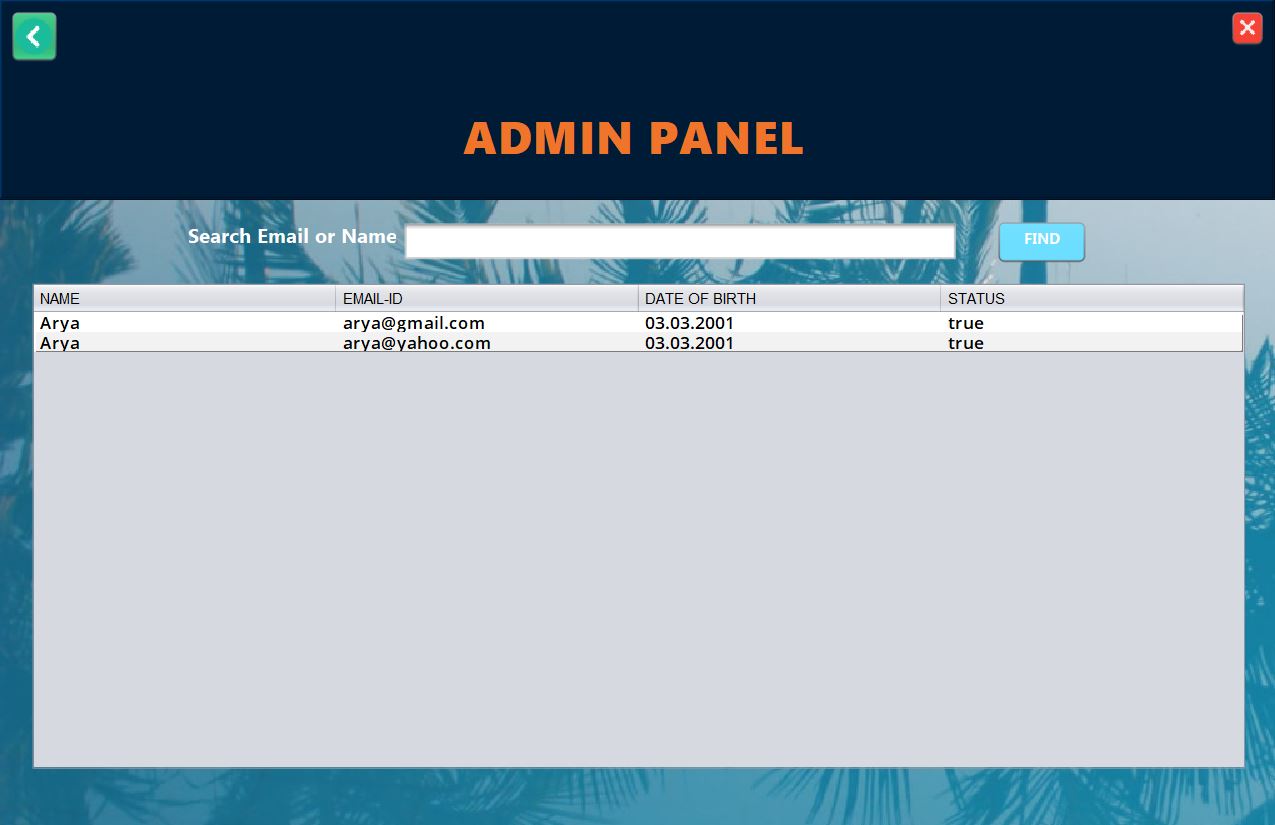 ADMIN PANEL
Search Email or Name FIND
NAME EMAIL-ID DATE OF BIRTH STATUS
Arya arya@gmail.com 03.03.2001 true
Arya arya@yahoo.com 03.03.2001 true